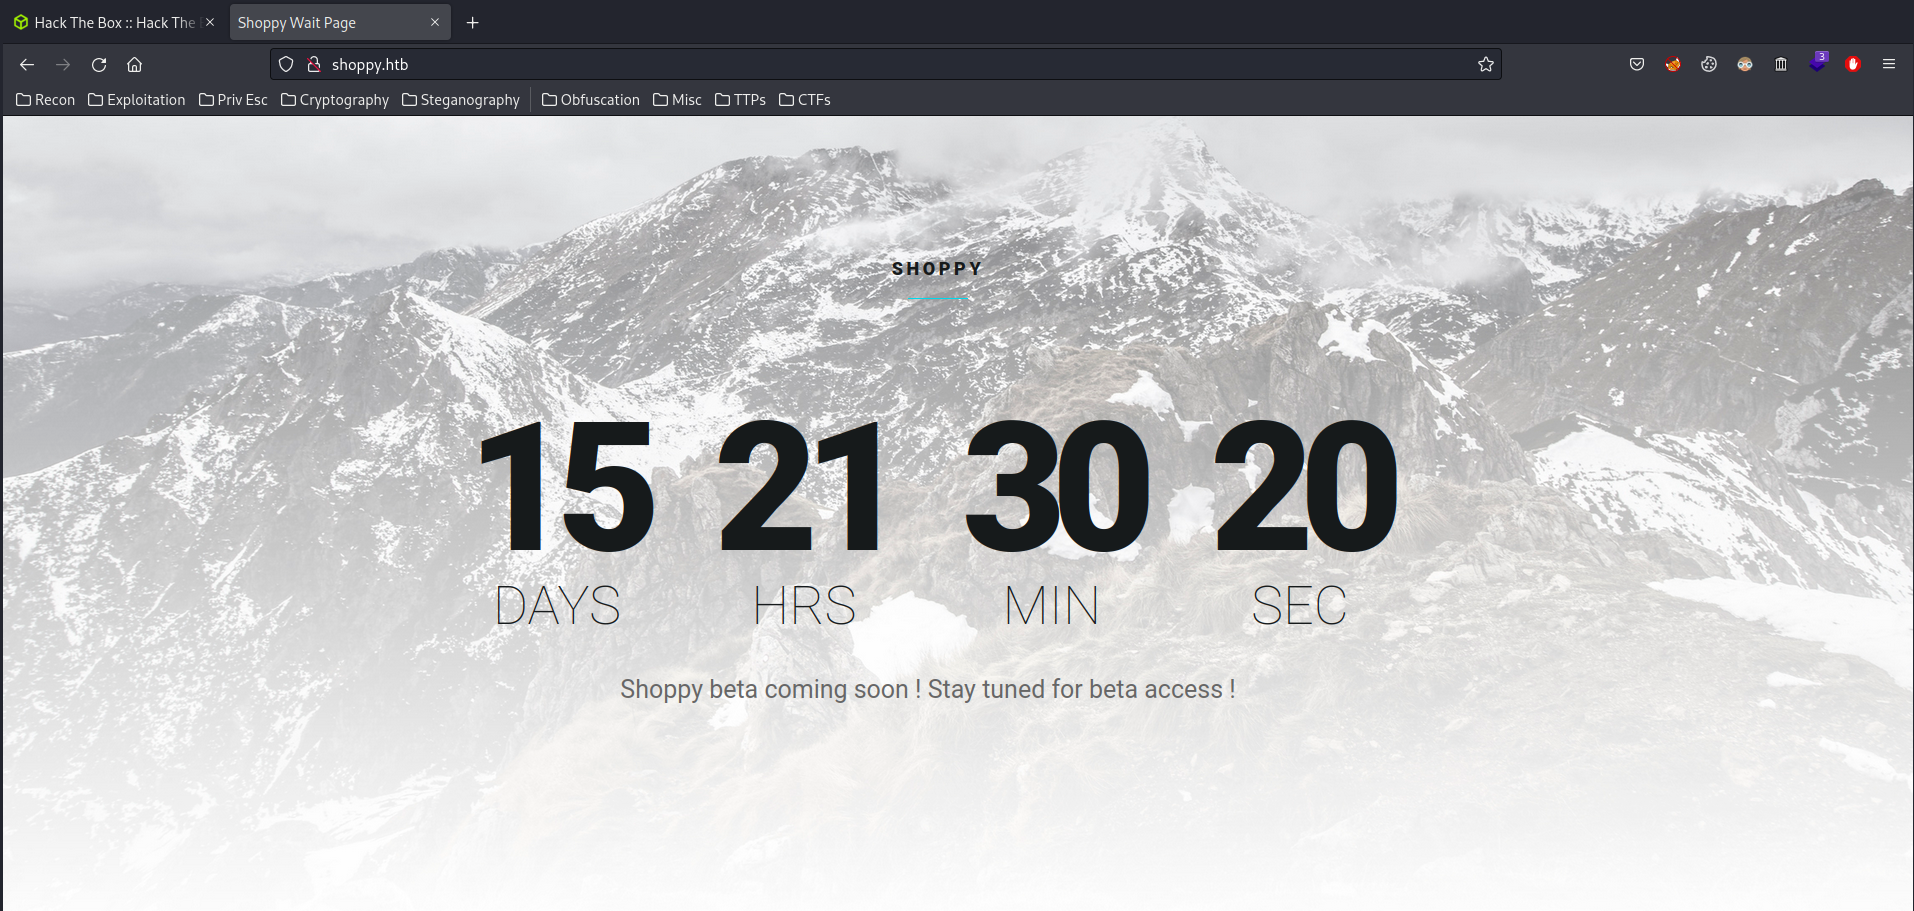 Hack The Box :: Hack The
Shoppy Wait Page
shoppy.htb
3
Recon Exploitation Priv Esc Cryptography Steganography Obfuscation Misc TTPs CTFs
SHOPPY
15 21 30 20
DAYS HRS MIN SEC
Shoppy beta coming soon ! Stay tuned for beta access !